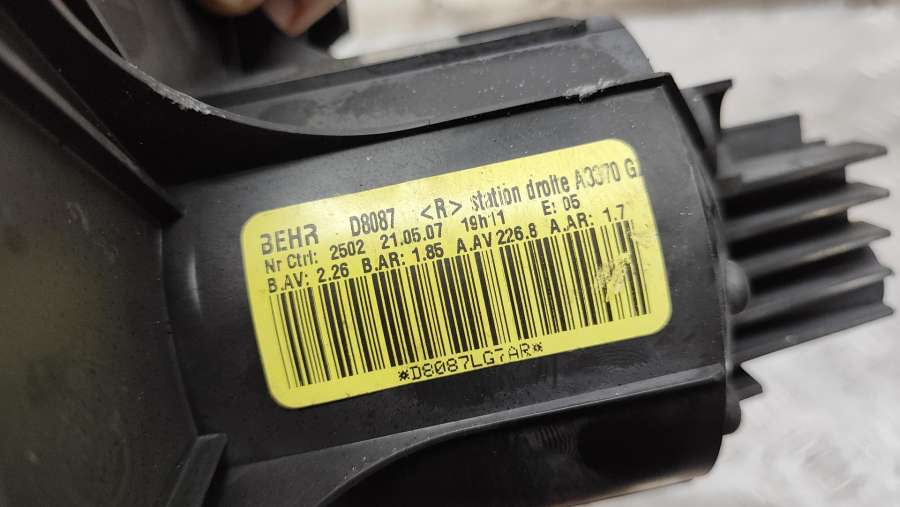 BEHR D8087 <R> station droite A3370 G
Nr Ctrl: 2502 21.05.07 19h11 E: 05
B.AV: 2.26 B.AR: 1.85 A.AV 226.8 A.AR: 1.7
*D8087LG7AR*